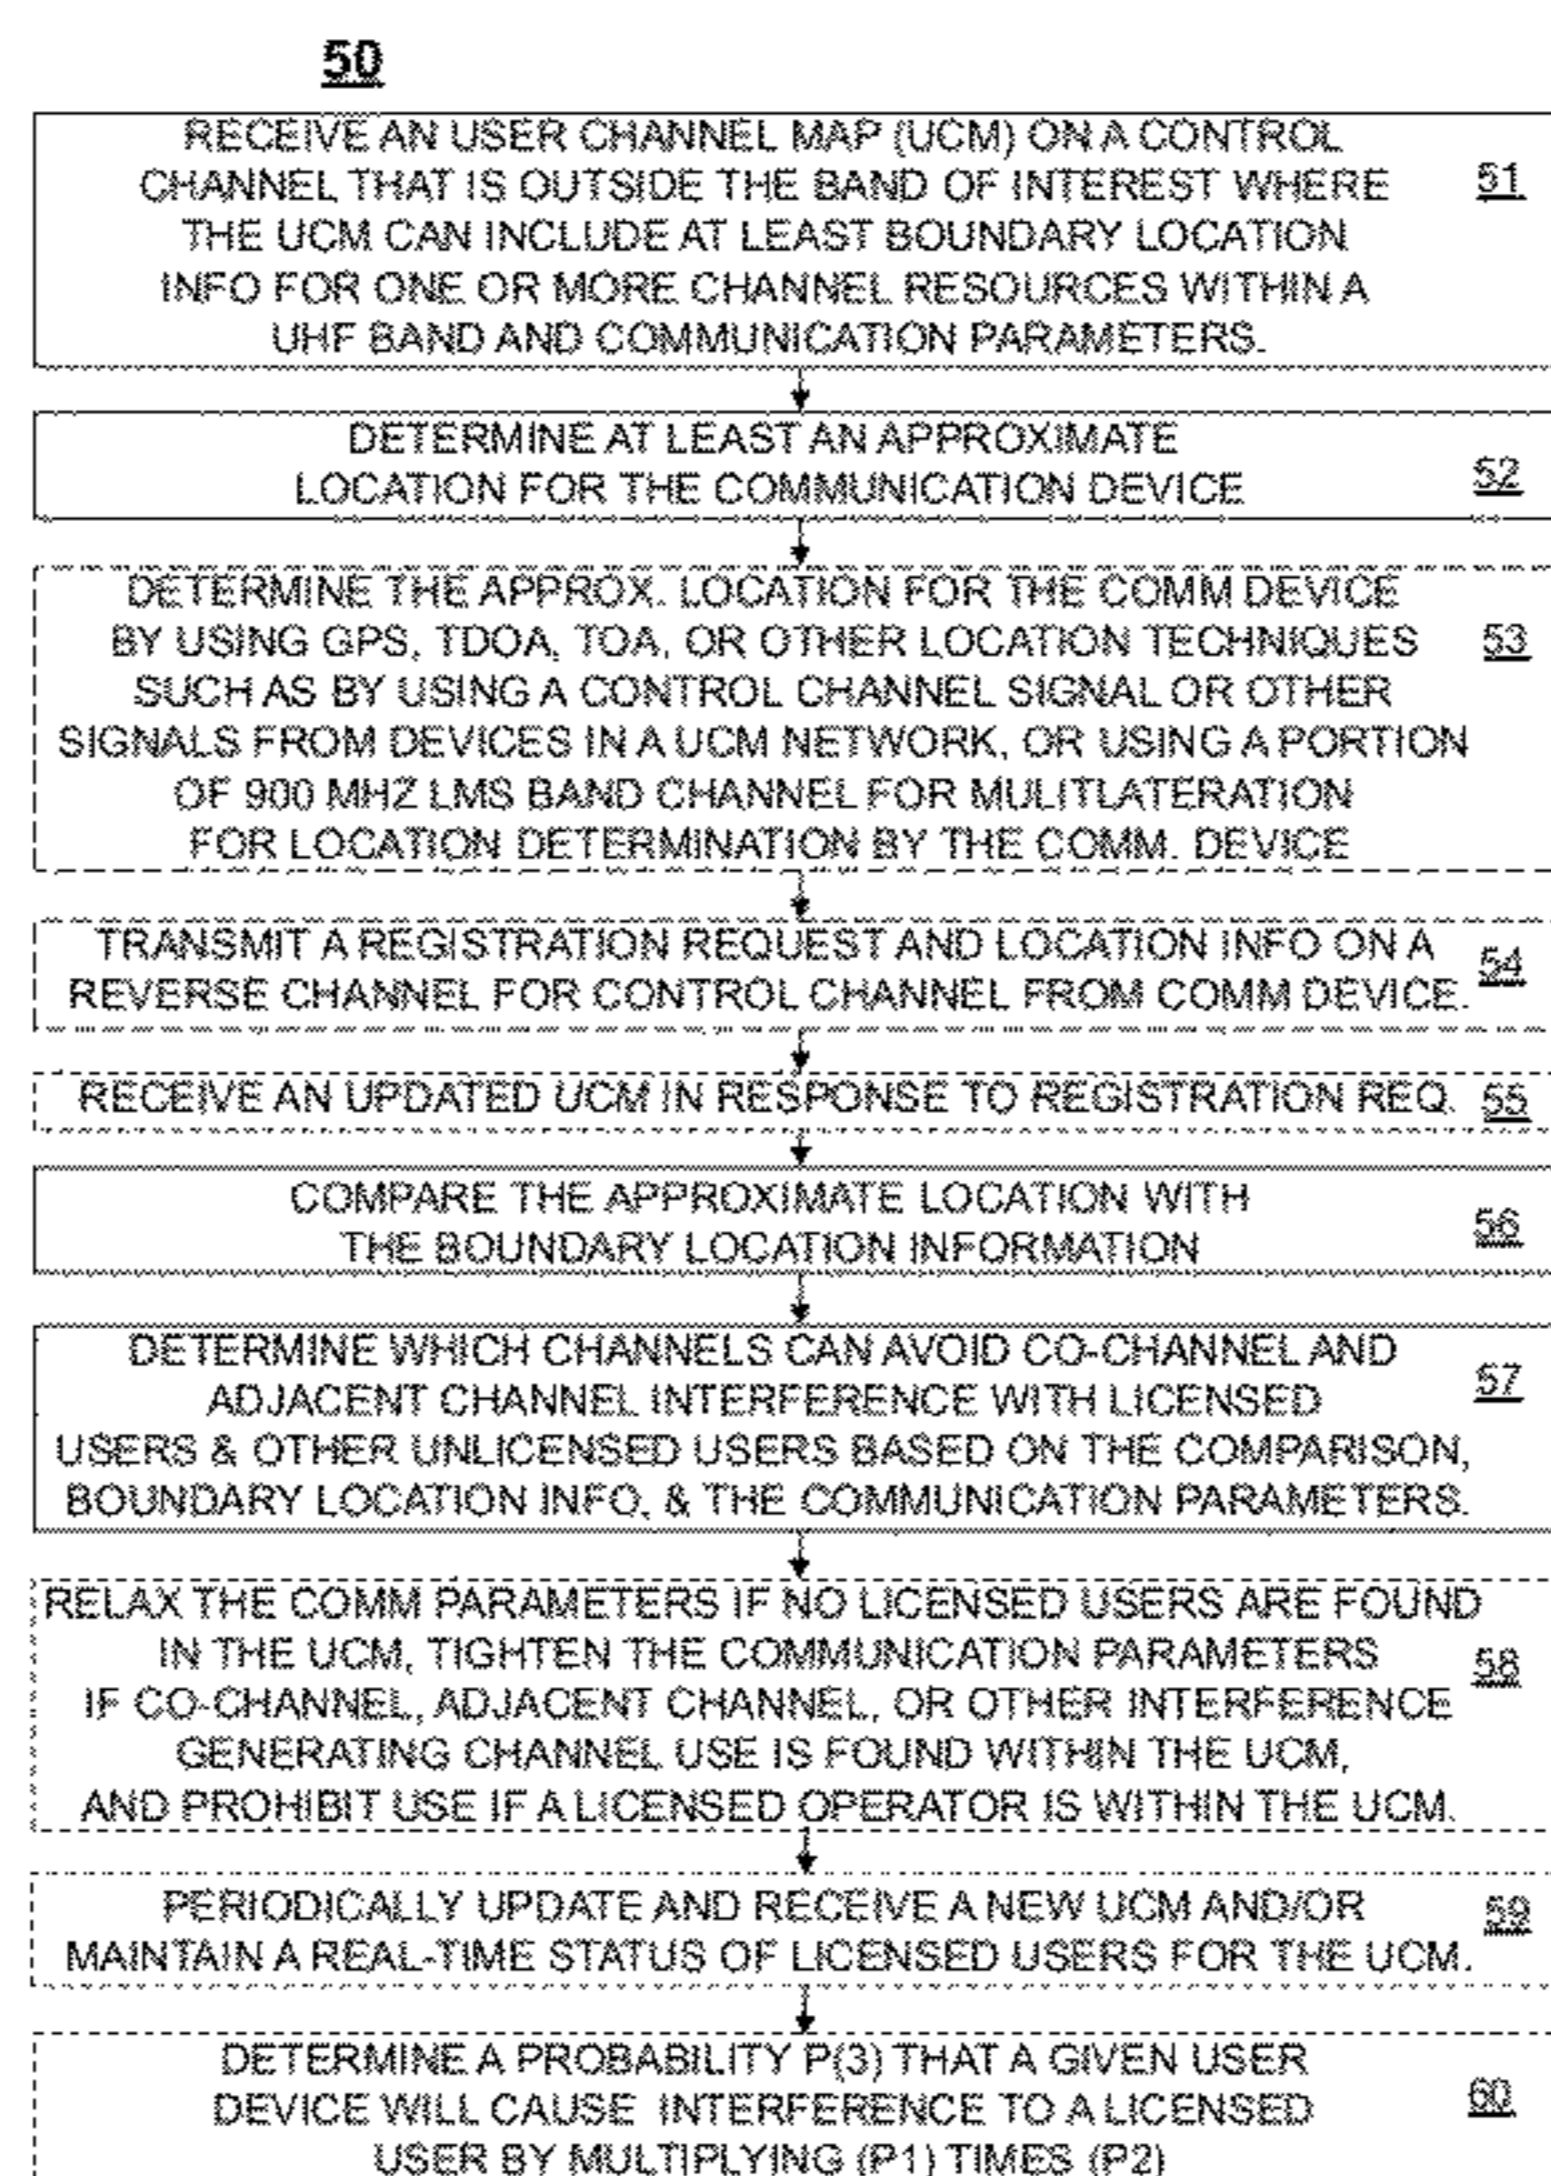 50
RECEIVE AN USER CHANNEL MAP (UCM) ON A CONTROL
CHANNEL THAT IS OUTSIDE THE BAND OF INTEREST WHERE
THE UCM CAN INCLUDE AT LEAST BOUNDARY LOCATION
INFO FOR ONE OR MORE CHANNEL RESOURCES WITHIN A
UHF BAND AND COMMUNICATION PARAMETERS.
51
DETERMINE AT LEAST AN APPROXIMATE
LOCATION FOR THE COMMUNICATION DEVICE
52
DETERMINE THE APPROX. LOCATION FOR THE COMM DEVICE
BY USING GPS, TDOA, TOA, OR OTHER LOCATION TECHNIQUES
SUCH AS BY USING A CONTROL CHANNEL SIGNAL OR OTHER
SIGNALS FROM DEVICES IN A UCM NETWORK, OR USING A PORTION
OF 900 MHZ LMS BAND CHANNEL FOR MULITLATERATION
FOR LOCATION DETERMINATION BY THE COMM. DEVICE
53
TRANSMIT A REGISTRATION REQUEST AND LOCATION INFO ON A
REVERSE CHANNEL FOR CONTROL CHANNEL FROM COMM DEVICE.
54
RECEIVE AN UPDATED UCM IN RESPONSE TO REGISTRATION REQ.
55
COMPARE THE APPROXIMATE LOCATION WITH
THE BOUNDARY LOCATION INFORMATION
56
DETERMINE WHICH CHANNELS CAN AVOID CO-CHANNEL AND
ADJACENT CHANNEL INTERFERENCE WITH LICENSED
USERS & OTHER UNLICENSED USERS BASED ON THE COMPARISON,
BOUNDARY LOCATION INFO, & THE COMMUNICATION PARAMETERS.
57
RELAX THE COMM PARAMETERS IF NO LICENSED USERS ARE FOUND
IN THE UCM, TIGHTEN THE COMMUNICATION PARAMETERS
IF CO-CHANNEL, ADJACENT CHANNEL, OR OTHER INTERFERENCE
GENERATING CHANNEL USE IS FOUND WITHIN THE UCM,
AND PROHIBIT USE IF A LICENSED OPERATOR IS WITHIN THE UCM.
58
PERIODICALLY UPDATE AND RECEIVE A NEW UCM AND/OR
MAINTAIN A REAL-TIME STATUS OF LICENSED USERS FOR THE UCM.
59
DETERMINE A PROBABILITY P(3) THAT A GIVEN USER
DEVICE WILL CAUSE INTERFERENCE TO A LICENSED
USER BY MULTIPLYING (P1) TIMES (P2)
60